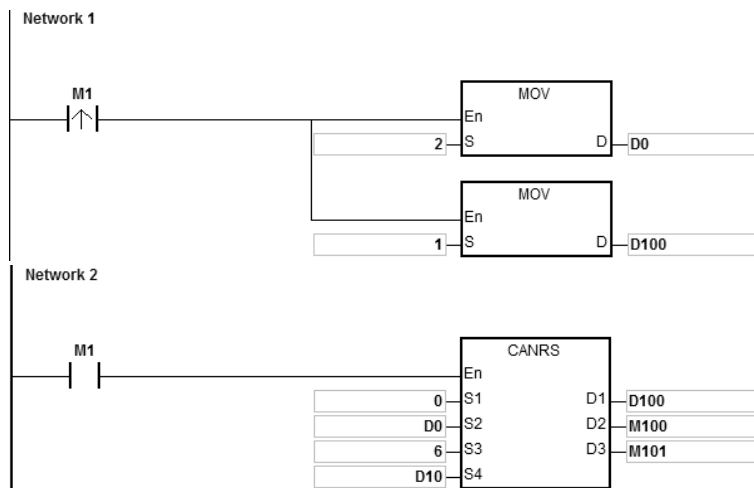 Network 1
M1
MOV
En
2 S D D0
MOV
En
1 S D D100
Network 2
M1
CANRS
En
0 S1 D1 D100
D0 S2 D2 M100
6 S3 D3 M101
D10 S4